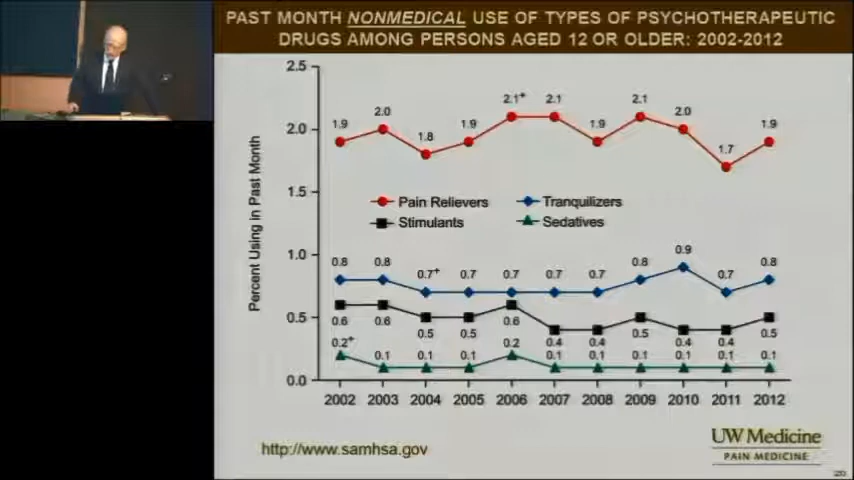 PAST MONTH NONMEDICAL USE OF TYPES OF PSYCHOTHERAPEUTIC
DRUGS AMONG PERSONS AGED 12 OR OLDER: 2002-2012
Percent Using in Past Month
2.5
2.0
1.5
1.0
0.5
0.0
1.9 2.0 1.8 1.9 2.1+ 2.1 1.9 2.1 2.0 1.7 1.9
Pain Relievers Tranquilizers
Stimulants Sedatives
0.8 0.8 0.7+ 0.7 0.7 0.7 0.7 0.8 0.9 0.7 0.8
0.6 0.6 0.5 0.5 0.6 0.4 0.4 0.5 0.4 0.4 0.5
0.2+ 0.1 0.1 0.1 0.2 0.1 0.1 0.1 0.1 0.1 0.1
2002 2003 2004 2005 2006 2007 2008 2009 2010 2011 2012
http://www.samhsa.gov
UW Medicine
PAIN MEDICINE